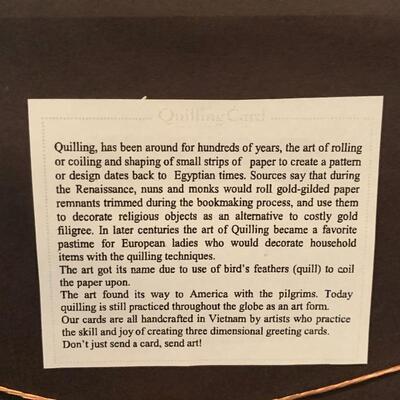 Quilling Card
Quilling, has been around for hundreds of years, the art of rolling
or coiling and shaping of small strips of paper to create a pattern
or design dates back to Egyptian times. Sources say that during
the Renaissance, nuns and monks would roll gold-gilded paper
remnants trimmed during the bookmaking process, and use them
to decorate religious objects as an alternative to costly gold
filigree. In later centuries the art of Quilling became a favorite
pastime for European ladies who would decorate household
items with the quilling techniques.
The art got its name due to use of bird's feathers (quill) to coil
the paper upon.
The art found its way to America with the pilgrims. Today
quilling is still practiced throughout the globe as an art form.
Our cards are all handcrafted in Vietnam by artists who practice
the skill and joy of creating three dimensional greeting cards.
Don't just send a card, send art!